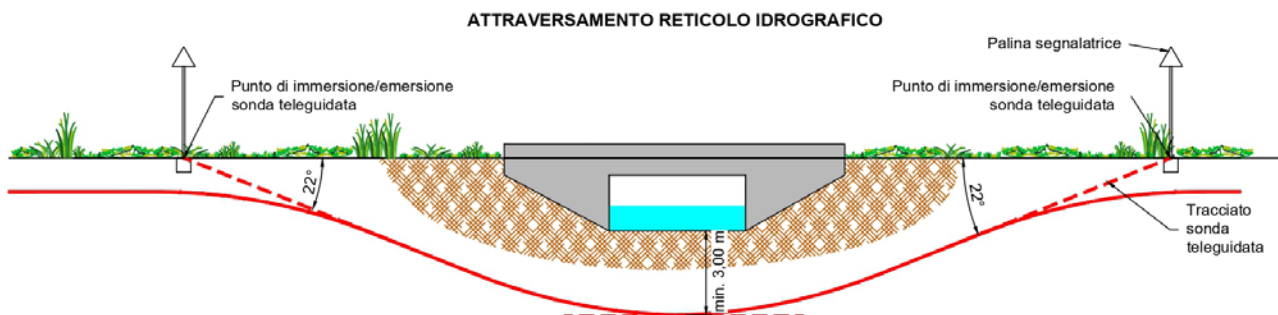 ATTRAVERSAMENTO RETICOLO IDROGRAFICO
Punto di immersione/emersione
sonda teleguidata
Palina segnalatrice
Punto di immersione/emersione
sonda teleguidata
22°
22°
min. 3,00 m
Tracciato
sonda
teleguidata